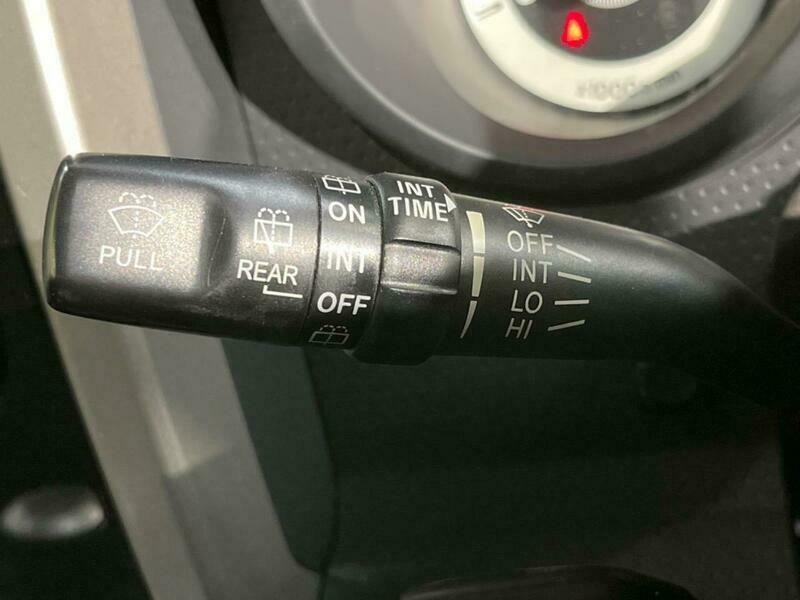 PULL
REAR
ON
INT
OFF
INT
TIME
OFF
INT
LO
HI